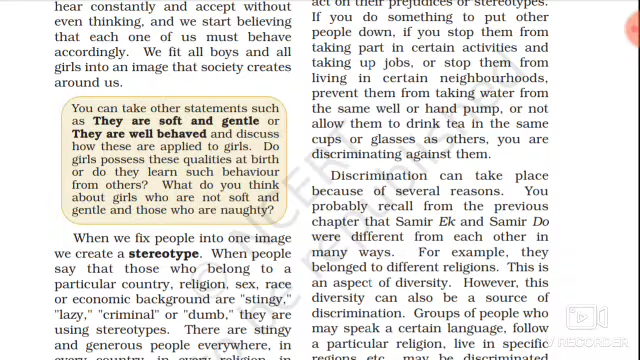 hear constantly and accept without
even thinking, and we start believing
that each one of us must behave
accordingly. We fit all boys and all
girls into an image that society creates
around us.
You can take other statements such
as They are soft and gentle or
They are well behaved and discuss
how these are applied to girls. Do
girls possess these qualities at birth
or do they learn such behaviour
from others? What do you think
about girls who are not soft and
gentle and those who are naughty?
When we fix people into one image
we create a stereotype. When people
say that those who belong to a
particular country, religion, sex, race
or economic background are "stingy,"
"lazy," "criminal" or "dumb," they are
using stereotypes. There are stingy
and generous people everywhere, in
every country, in every religion, in
act on their prejudices or stereotypes.
If you do something to put other
people down, if you stop them from
taking part in certain activities and
taking up jobs, or stop them from
living in certain neighbourhoods,
prevent them from taking water from
the same well or hand pump, or not
allow them to drink tea in the same
cups or glasses as others, you are
discriminating against them.
Discrimination can take place
because of several reasons. You
probably recall from the previous
chapter that Samir Ek and Samir Do
were different from each other in
many ways. For example, they
belonged to different religions. This is
an aspect of diversity. However, this
diversity can also be a source of
discrimination. Groups of people who
may speak a certain language, follow
a particular religion, live in specific
regions etc., may be discriminated
© NCERT
be republished